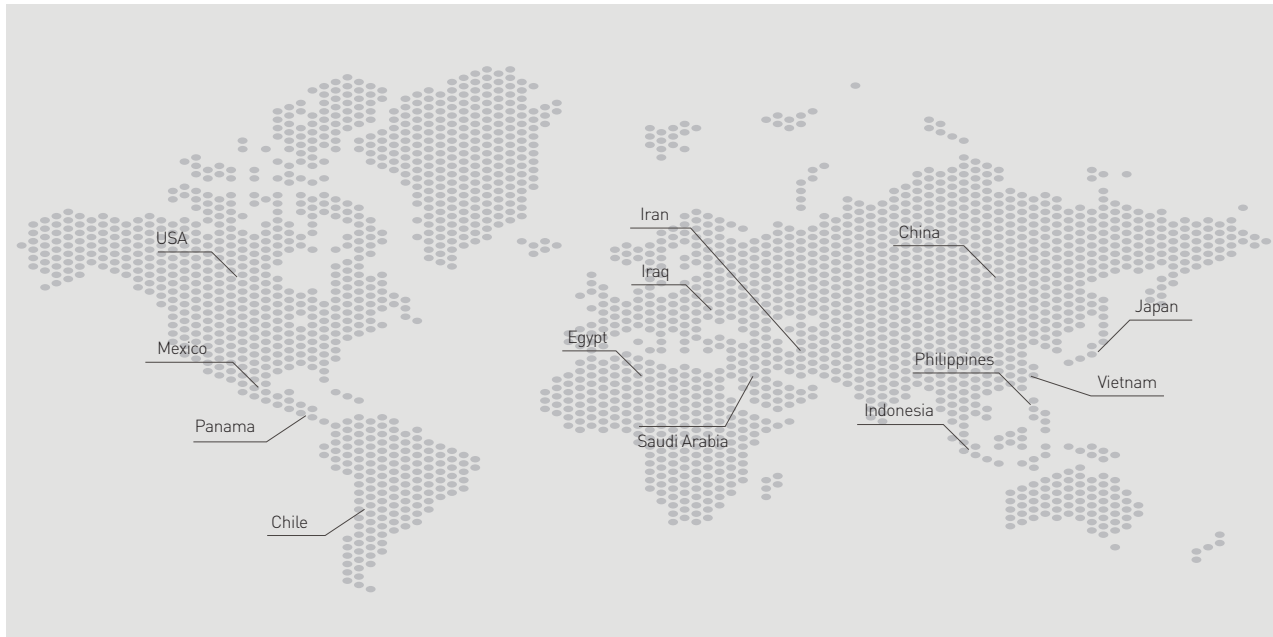 Iran
China
USA
Iraq
Japan
Egypt
Mexico
Philippines
Vietnam
Indonesia
Panama
Saudi Arabia
Chile